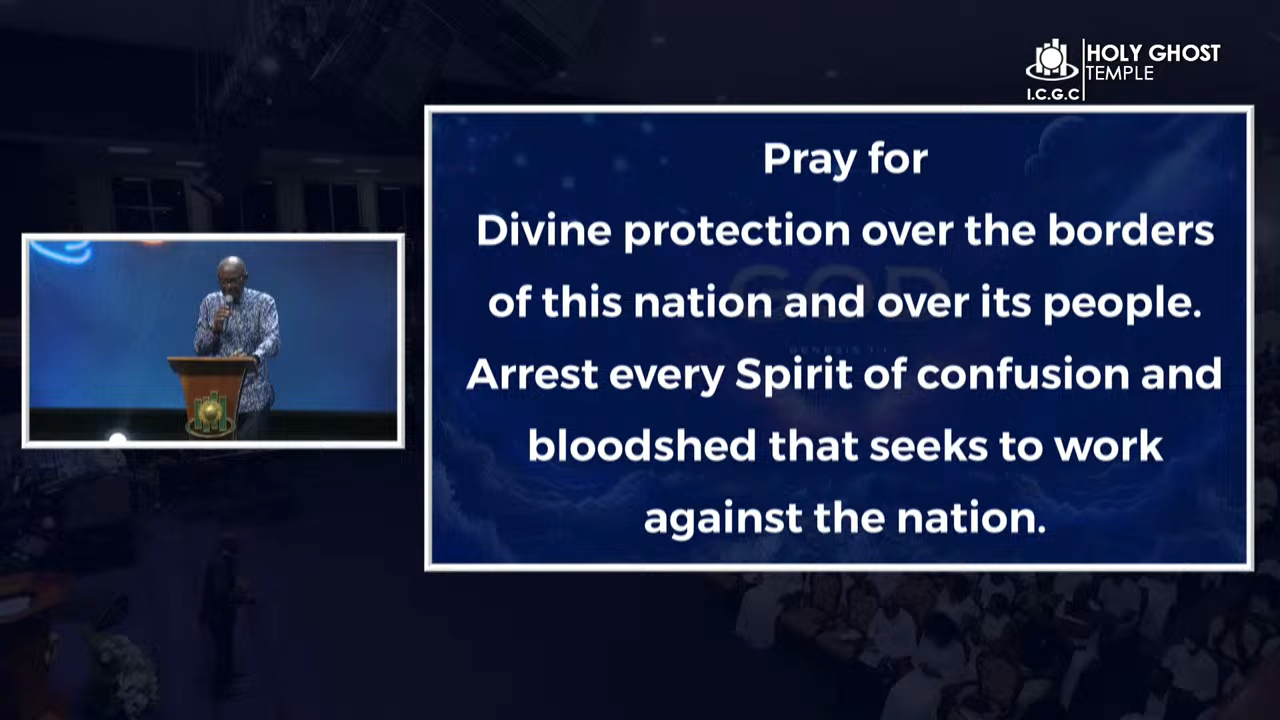 HOLY GHOST
TEMPLE
I.C.G.C
Pray for
Divine protection over the borders
of this nation and over its people.
Arrest every Spirit of confusion and
bloodshed that seeks to work
against the nation.
GOD